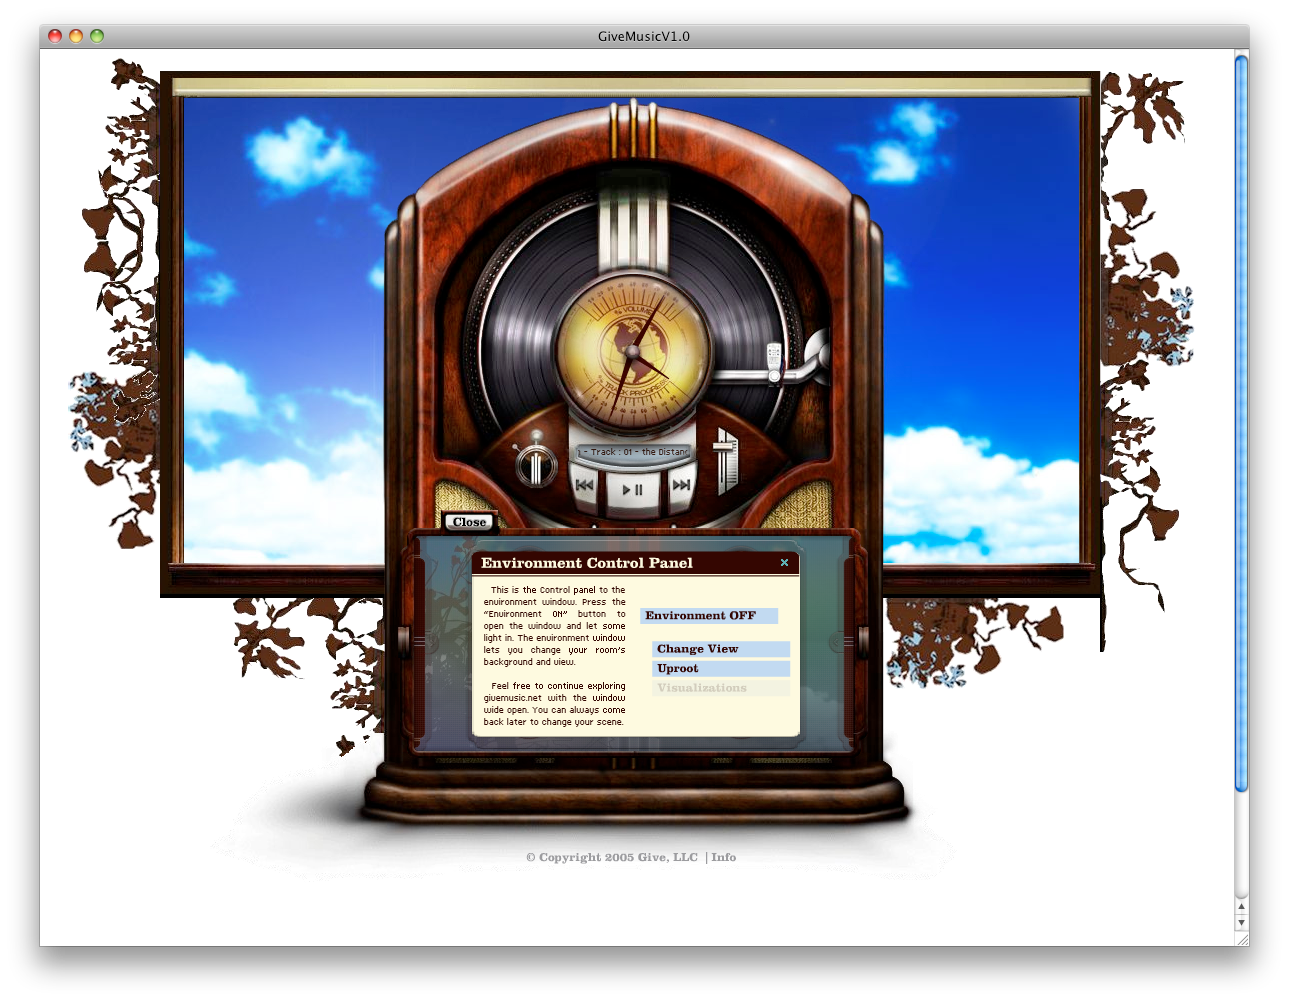 GiveMusicV1.0
% VOLUME
% TRACK PROGRESS
- Track : 01 - the Distan
Close
Environment Control Panel
This is the Control panel to the
environment window. Press the
"Environment ON" button to
open the window and let some
light in. The environment window
lets you change your room's
background and view.
Feel free to continue exploring
givemusic.net with the window
wide open. You can always come
back later to change your scene.
Environment OFF
Change View
Uproot
Visualizations
© Copyright 2005 Give, LLC | Info